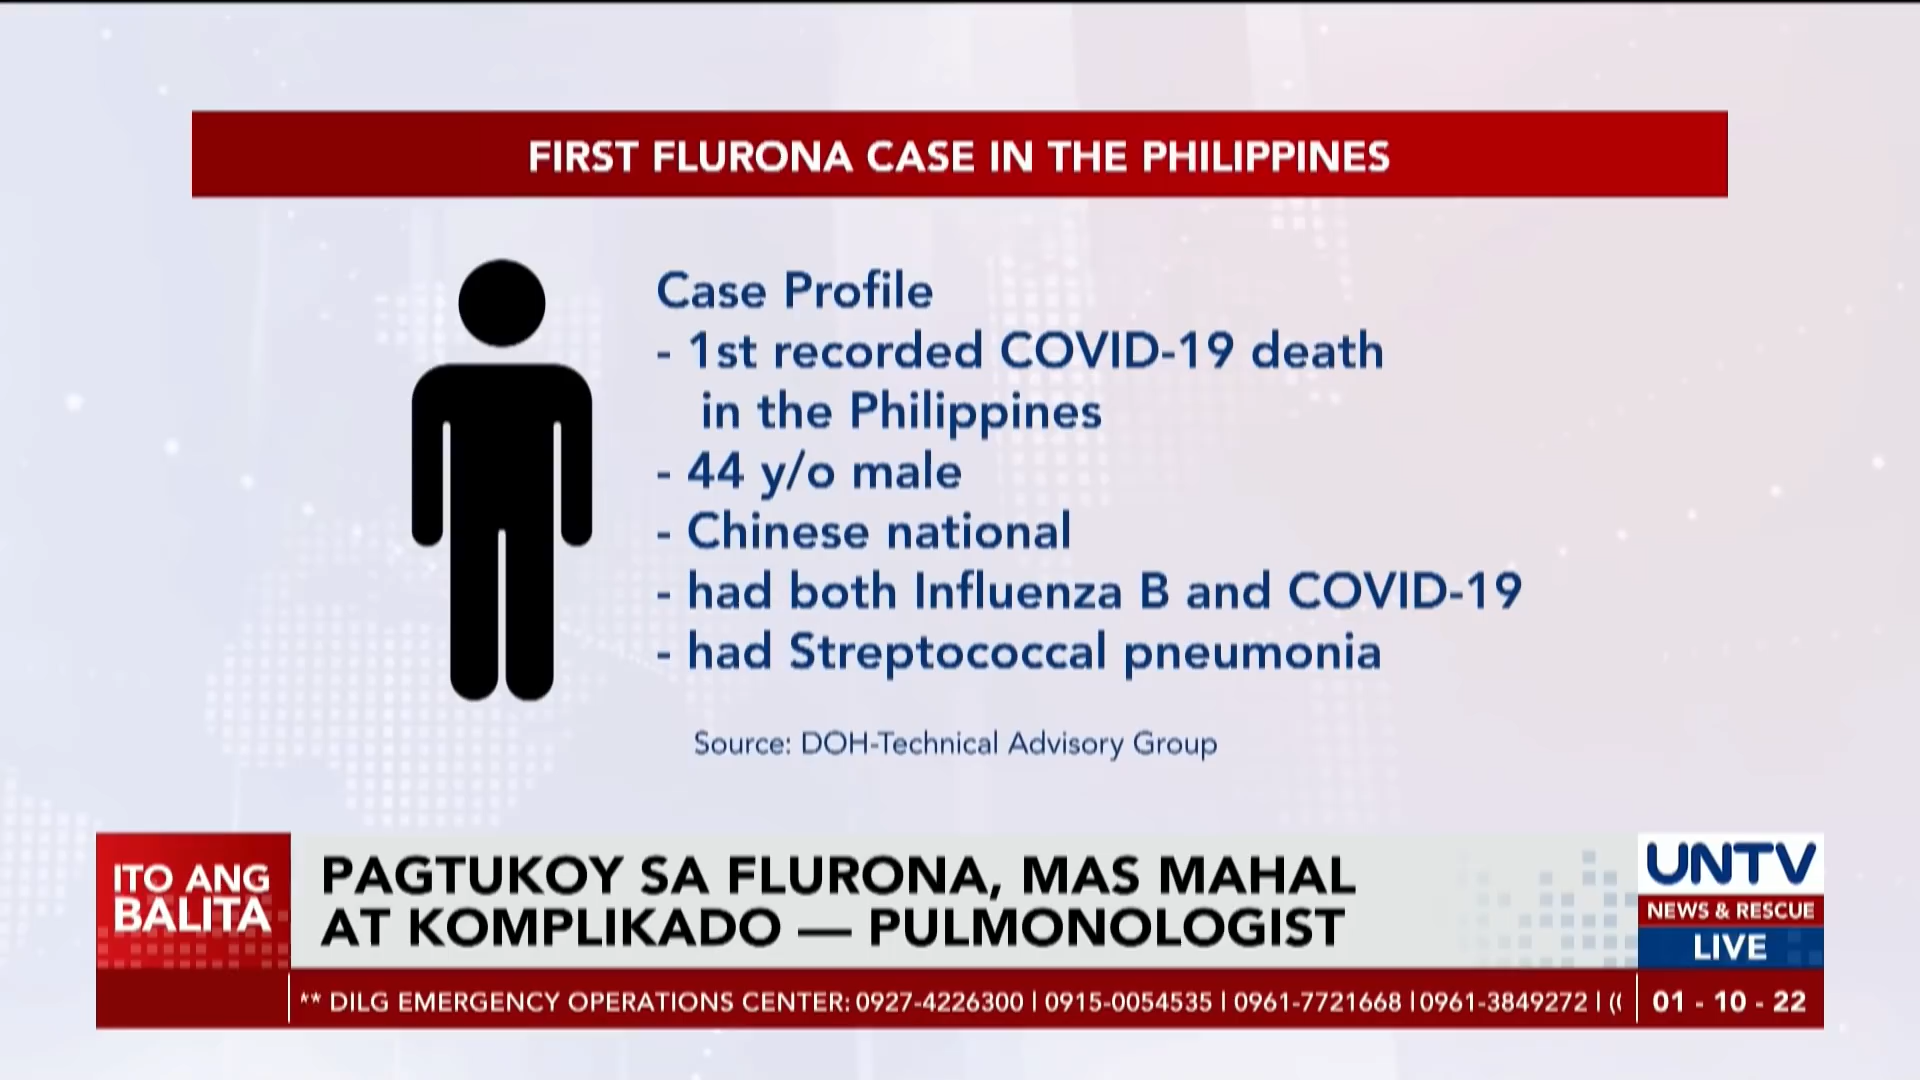 FIRST FLURONA CASE IN THE PHILIPPINES
Case Profile
- 1st recorded COVID-19 death
in the Philippines
- 44 y/o male
- Chinese national
- had both Influenza B and COVID-19
- had Streptococcal pneumonia
Source: DOH-Technical Advisory Group
ITO ANG
BALITA
PAGTUKOY SA FLURONA, MAS MAHAL
AT KOMPLIKADO — PULMONOLOGIST
UNTV
NEWS & RESCUE
LIVE
** DILG EMERGENCY OPERATIONS CENTER: 0927-4226300 | 0915-0054535 | 0961-7721668 | 0961-3849272 | ((
01 - 10 - 22